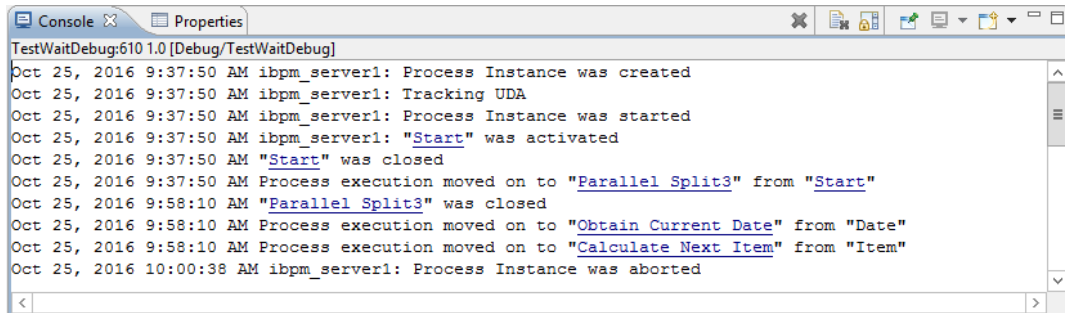 Console Properties
TestWaitDebug:610 1.0 [Debug/TestWaitDebug]
Oct 25, 2016 9:37:50 AM ibpm_server1: Process Instance was created
Oct 25, 2016 9:37:50 AM ibpm_server1: Tracking UDA
Oct 25, 2016 9:37:50 AM ibpm_server1: Process Instance was started
Oct 25, 2016 9:37:50 AM ibpm_server1: "Start" was activated
Oct 25, 2016 9:37:50 AM "Start" was closed
Oct 25, 2016 9:37:50 AM Process execution moved on to "Parallel Split3" from "Start"
Oct 25, 2016 9:58:10 AM "Parallel Split3" was closed
Oct 25, 2016 9:58:10 AM Process execution moved on to "Obtain Current Date" from "Date"
Oct 25, 2016 9:58:10 AM Process execution moved on to "Calculate Next Item" from "Item"
Oct 25, 2016 10:00:38 AM ibpm_server1: Process Instance was aborted